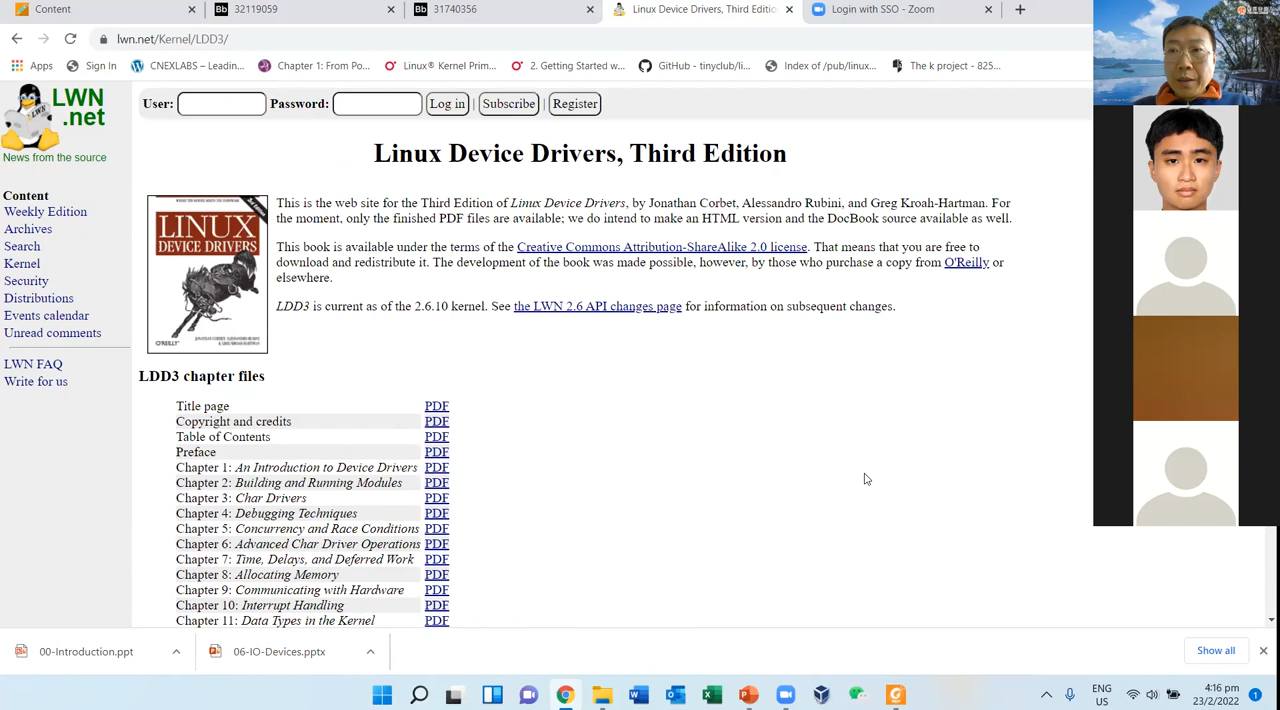 Content
Bb 32119059
Bb 31740356
Linux Device Drivers, Third Editio
Login with SSO - Zoom
lwn.net/Kernel/LDD3/
Apps
Sign In
CNEXLABS – Leadin...
Chapter 1: From Po...
Linux® Kernel Prim...
2. Getting Started w...
GitHub - tinyclub/li...
Index of /pub/linux...
The k project - 825...
LWN
.net
News from the source
User:
Password:
Log in | Subscribe | Register
Content
Weekly Edition
Archives
Search
Kernel
Security
Distributions
Events calendar
Unread comments
LWN FAQ
Write for us
Linux Device Drivers, Third Edition
LINUX
DEVICE DRIVERS
O'REILLY
This is the web site for the Third Edition of Linux Device Drivers, by Jonathan Corbet, Alessandro Rubini, and Greg Kroah-Hartman. For
the moment, only the finished PDF files are available; we do intend to make an HTML version and the DocBook source available as well.
This book is available under the terms of the Creative Commons Attribution-ShareAlike 2.0 license. That means that you are free to
download and redistribute it. The development of the book was made possible, however, by those who purchase a copy from O'Reilly or
elsewhere.
LDD3 is current as of the 2.6.10 kernel. See the LWN 2.6 API changes page for information on subsequent changes.
LDD3 chapter files
Title page PDF
Copyright and credits PDF
Table of Contents PDF
Preface PDF
Chapter 1: An Introduction to Device Drivers PDF
Chapter 2: Building and Running Modules PDF
Chapter 3: Char Drivers PDF
Chapter 4: Debugging Techniques PDF
Chapter 5: Concurrency and Race Conditions PDF
Chapter 6: Advanced Char Driver Operations PDF
Chapter 7: Time, Delays, and Deferred Work PDF
Chapter 8: Allocating Memory PDF
Chapter 9: Communicating with Hardware PDF
Chapter 10: Interrupt Handling PDF
Chapter 11: Data Types in the Kernel PDF
00-Introduction.ppt
06-IO-Devices.pptx
Show all
ENG
US
4:16 pm
23/2/2022
1